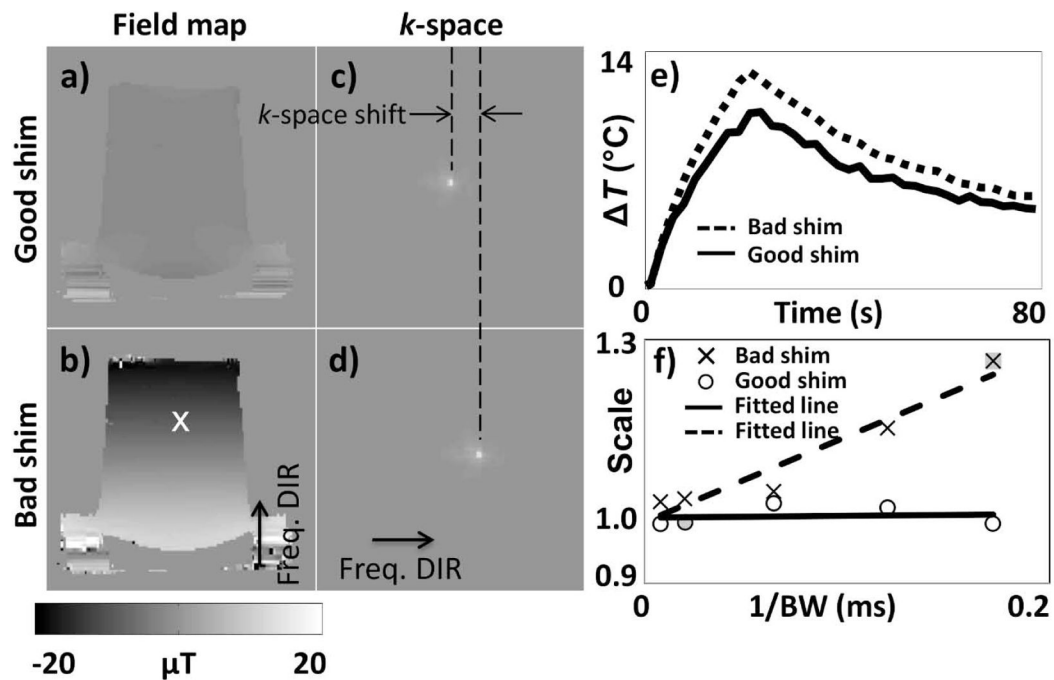 Field map
k-space
Good shim
a)
c)
k-space shift
Bad shim
b)
X
Freq. DIR
d)
Freq. DIR
-20
μT
20
14
e)
ΔT (°C)
Bad shim
Good shim
0
0
Time (s)
80
1.3
f)
Bad shim
Good shim
Fitted line
Fitted line
Scale
1.0
0.9
0
1/BW (ms)
0.2